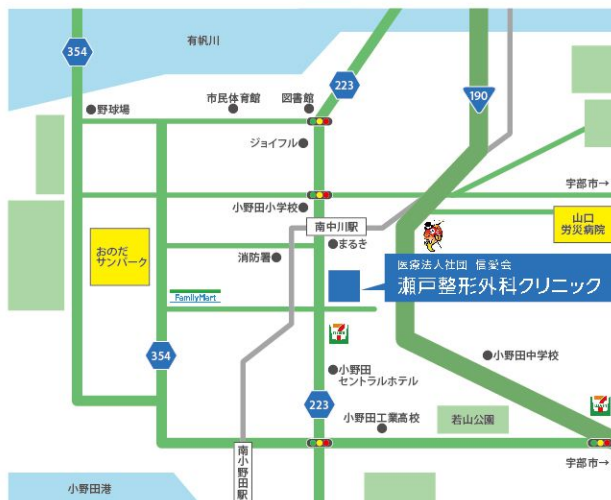 有帆川
354
223
190
市民体育館
図書館
野球場
ジョイフル
宇部市→
小野田小学校
山口
労災病院
南中川駅
まるき
おのだ
サンパーク
消防署
医療法人社団 信愛会
瀬戸整形外科クリニック
FamilyMart
354
小野田中学校
小野田
セントラルホテル
223
小野田工業高校
若山公園
宇部市→
南小野田駅
小野田港